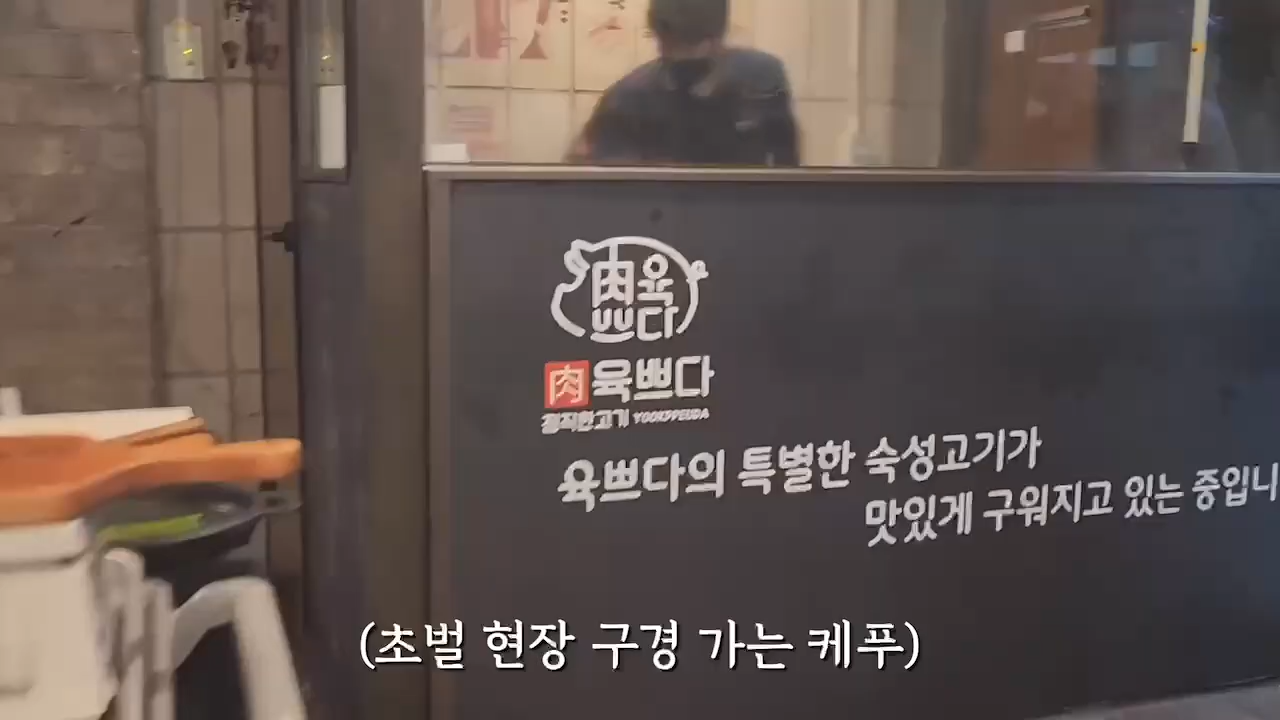 肉육
쁘다
肉 육쁘다
정직한고기 YOOKPPEUDA
육쁘다의 특별한 숙성고기가
맛있게 구워지고 있는 중입니
(초벌 현장 구경 가는 케푸)